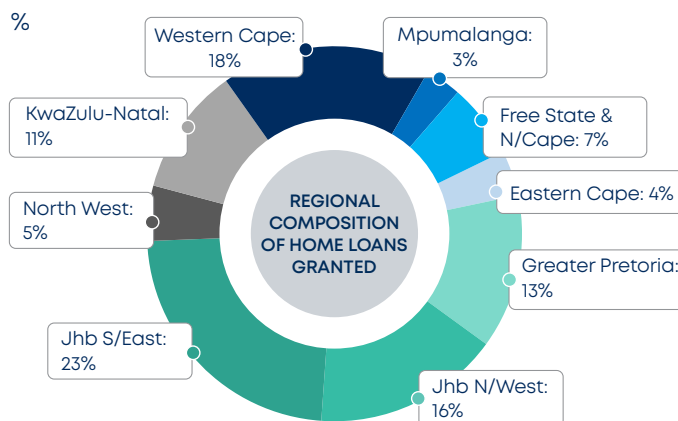 %
Western Cape:
18%
Mpumalanga:
3%
KwaZulu-Natal:
11%
Free State &
N/Cape: 7%
Eastern Cape: 4%
North West:
5%
REGIONAL
COMPOSITION
OF HOME LOANS
GRANTED
Greater Pretoria:
13%
Jhb S/East:
23%
Jhb N/West:
16%